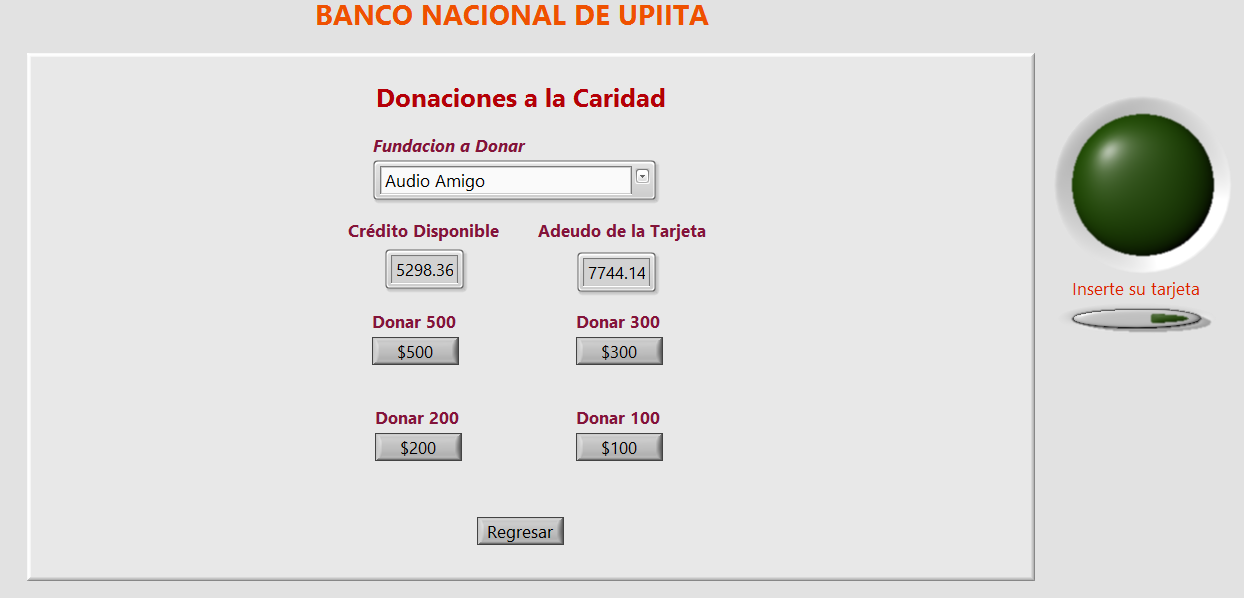 BANCO NACIONAL DE UPIITA
Donaciones a la Caridad
Fundacion a Donar
Audio Amigo
Crédito Disponible
Adeudo de la Tarjeta
5298.36
7744.14
Inserte su tarjeta
Donar 500
Donar 300
$500
$300
Donar 200
Donar 100
$200
$100
Regresar